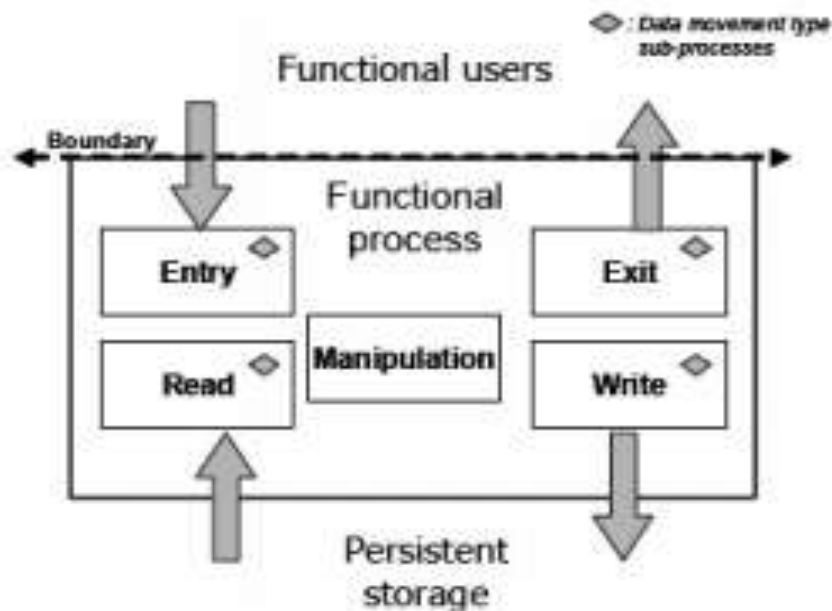 : Data movement type
sub-processes
Functional users
Boundary
Functional
process
Entry
Exit
Manipulation
Read
Write
Persistent
storage